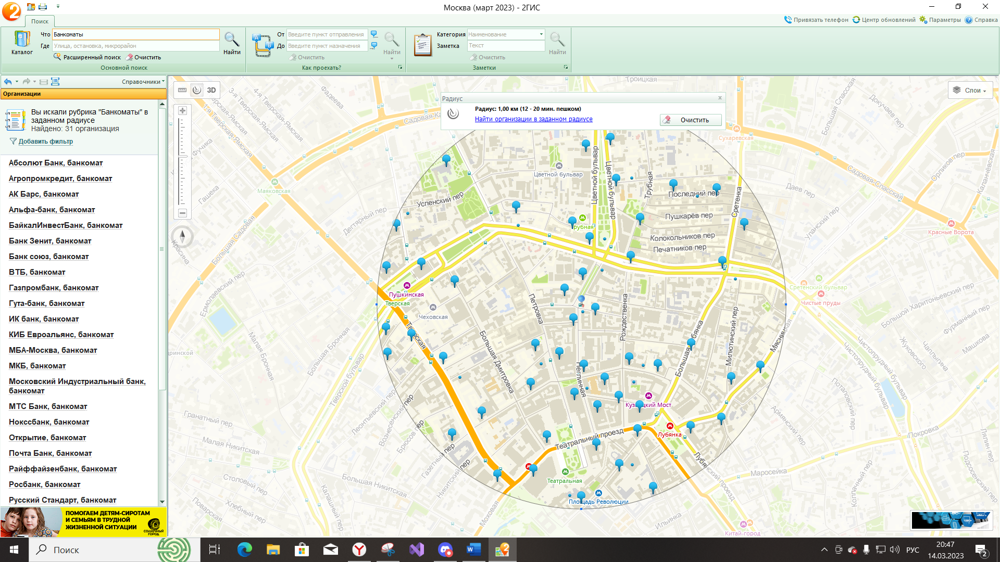 Москва (март 2023) - 2ГИС
Поиск
Привязать телефон
Центр обновлений
Параметры
Справка
Каталог
Что
Банкоматы
Где
Улица, остановка, микрорайон
Расширенный поиск
Очистить
Найти
Основной поиск
От
Введите пункт отправления
До
Введите пункт назначения
Очистить
Найти
Как проехать?
Категория
Наименование
Заметка
Текст
Очистить
Найти
Заметки
Справочники
Организации
Вы искали рубрика "Банкоматы" в
заданном радиусе
Найдено: 31 организация
Добавить фильтр
Абсолют Банк, банкомат
Агропромкредит, банкомат
АК Барс, банкомат
Альфа-банк, банкомат
БайкалИнвестБанк, банкомат
Банк Зенит, банкомат
Банк союз, банкомат
ВТБ, банкомат
Газпромбанк, банкомат
Гута-банк, банкомат
ИК банк, банкомат
КИБ Евроальянс, банкомат
МБА-Москва, банкомат
МКБ, банкомат
Московский Индустриальный банк,
банкомат
МТС Банк, банкомат
Нокссбанк, банкомат
Открытие, банкомат
Почта Банк, банкомат
Райффайзенбанк, банкомат
Росбанк, банкомат
Русский Стандарт, банкомат
ПОМОГАЕМ ДЕТЯМ-СИРОТАМ
И СЕМЬЯМ В ТРУДНОЙ
ЖИЗНЕННОЙ СИТУАЦИИ
СОЛНЕЧНЫЙ
ГОРОД
3D
Слои
Радиус
Радиус: 1,00 км (12 - 20 мин. пешком)
Найти организации в заданном радиусе
Очистить
Троицкая
Фадеева
3-я Тверская-Ямская
4-я Тверская-Ямская
1-я Тверская-Ямская
Садовая-Ка
Фучика
Гашека
Маяковская
Дегтярный пер
Большая Садовая
Красина
Ермолаевский пер
Малая Бронная
Большая Бронная
Тверской бульвар
дринской
Гранатный пер
Малая Никитская
Леонтьевский пер
Вознесенский пер
Брюсов пер
Газетный пер
Никитский пер
Столовый пер
Большая Никитская
Калашный пер
Хлебный пер
Поварская
Моховая
Успенский пер
Цветной бульвар
Цветной бульвар
Цветной бульвар
Трубная
Трубная
Последний пер
Пушкарёв пер
Колокольников пер
Печатников пер
Сретенка
Сухаревская
Большая Спасская
Докучаев пер
Садовая-Спасская
Орликов пер
Каланчёвская
Даев пер
Уланский пер
Красные Ворота
Сретенский бульвар
Чистые пруды
Большой Харитоньевский пер
Фурманный пер
Машкова
Чаплыгина
Жуковского
Чистопрудный бульвар
Чистопрудный бульвар
Потаповский пер
Армянский пер
Покровка
Лялин пер
Подсосенский пер
Маросейка
Колпачный пер
Ильинка
Китай-город
Пушкинская
Тверская
Чеховская
Тверская
Петровка
Большая Дмитровка
Неглинная
Рождественка
Большая Лубянка
Милютинский пер
Мясницкая
Кузнецкий Мост
Лубянка
Лубянский проезд
Театральный проезд
Театральная
Площадь Революции
Поиск
РУС
20:47
14.03.2023
2